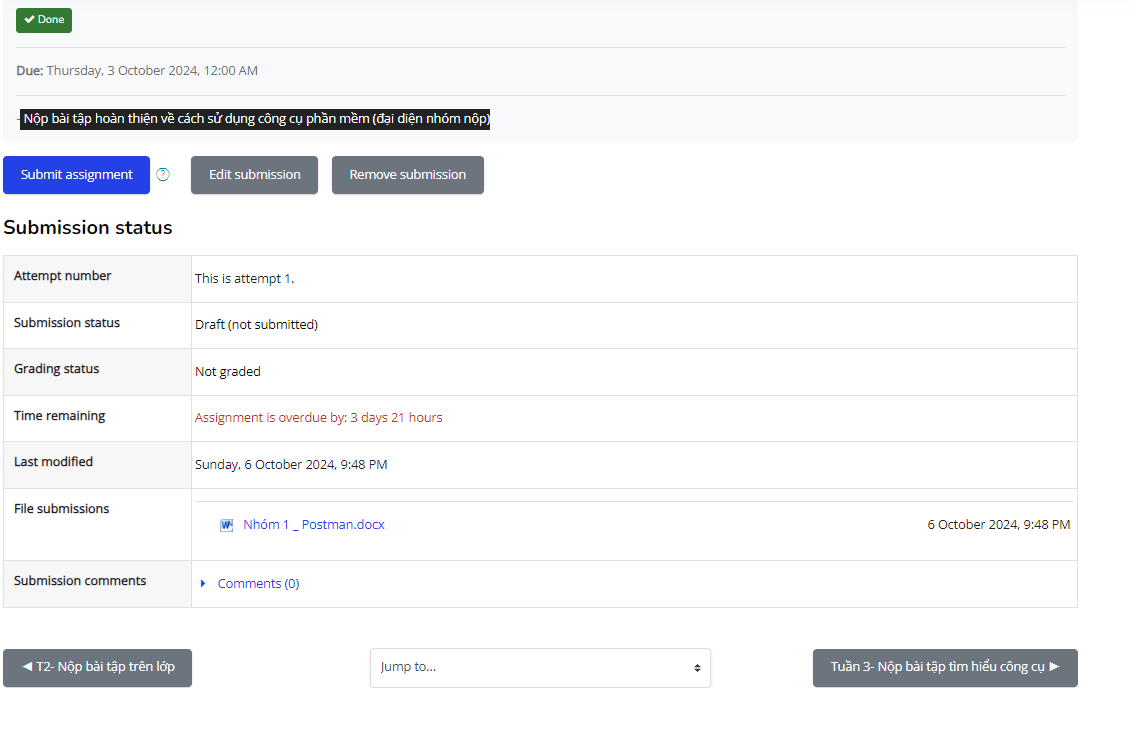 Done
Due: Thursday, 3 October 2024, 12:00 AM
- Nộp bài tập hoàn thiện về cách sử dụng công cụ phần mềm (đại diện nhóm nộp)
Submit assignment ? Edit submission Remove submission
Submission status
Attempt number This is attempt 1.
Submission status Draft (not submitted)
Grading status Not graded
Time remaining Assignment is overdue by: 3 days 21 hours
Last modified Sunday, 6 October 2024, 9:48 PM
File submissions
Nhóm 1 _ Postman.docx 6 October 2024, 9:48 PM
Submission comments Comments (0)
◀ T2- Nộp bài tập trên lớp Jump to... Tuần 3- Nộp bài tập tìm hiểu công cụ ▶